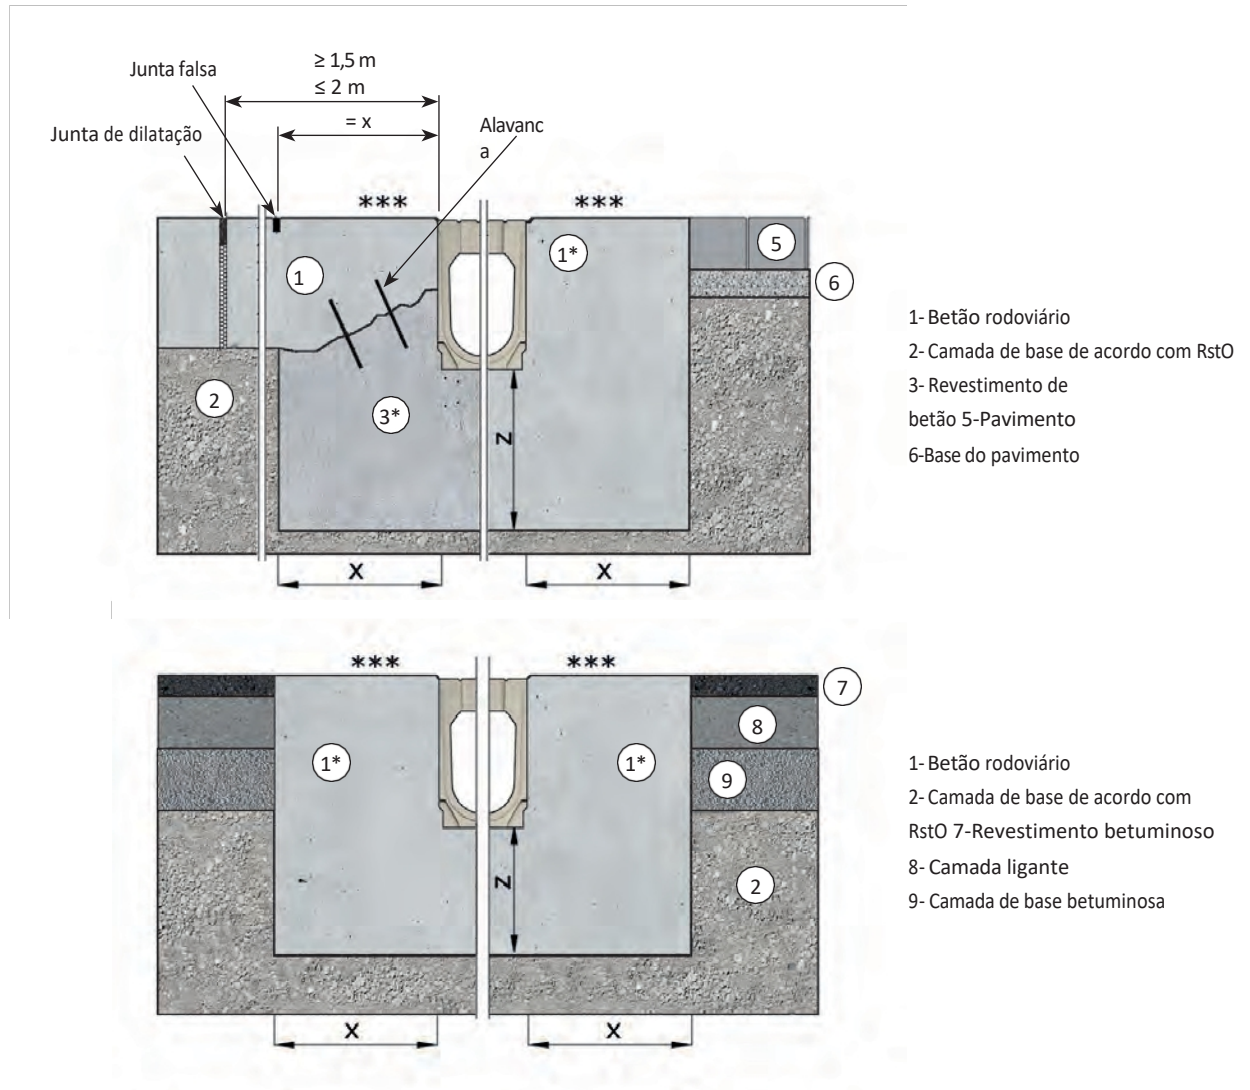 Junta falsa
≥ 1,5 m
≤ 2 m
Junta de dilatação
= x
Alavanc
a
***
***
1
1*
5
6
2
3*
Z
X
X
1- Betão rodoviário
2- Camada de base de acordo com RstO
3- Revestimento de
betão 5-Pavimento
6-Base do pavimento
***
***
7
8
1*
1*
9
2
Z
X
X
1- Betão rodoviário
2- Camada de base de acordo com
RstO 7-Revestimento betuminoso
8- Camada ligante
9- Camada de base betuminosa